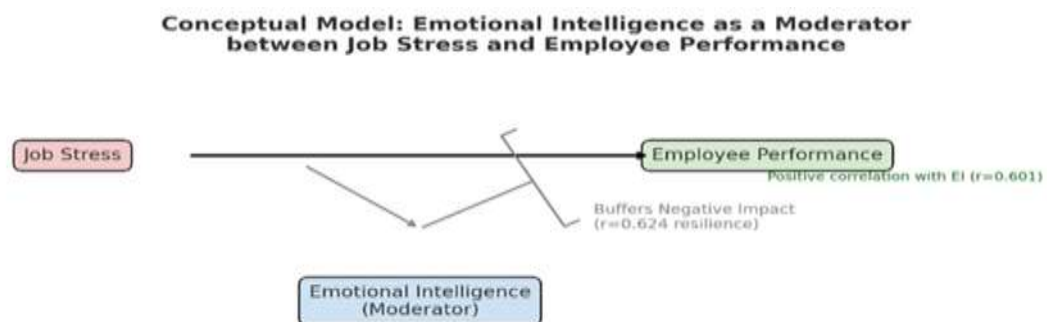 Conceptual Model: Emotional Intelligence as a Moderator
between Job Stress and Employee Performance
Job Stress
Employee Performance
Positive correlation with EI (r=0.601)
Buffers Negative Impact
(r=0.624 resilience)
Emotional Intelligence
(Moderator)